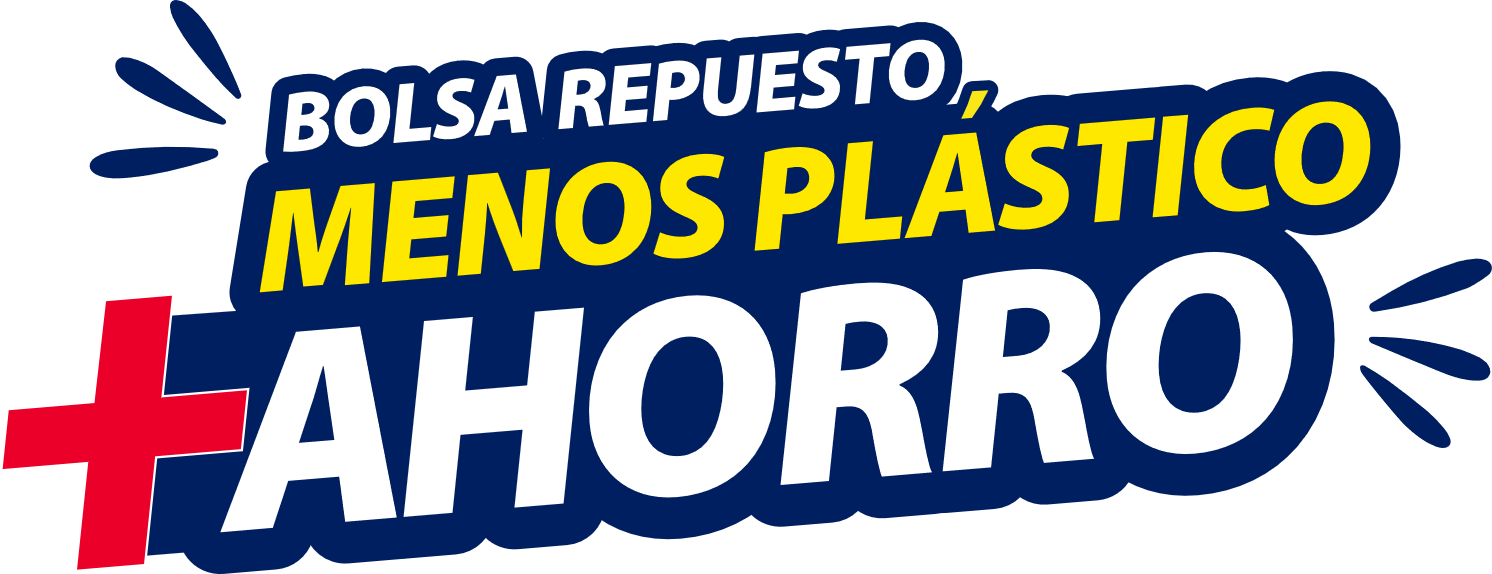 BOLSA REPUESTO
MENOS PLÁSTICO
+AHORRO